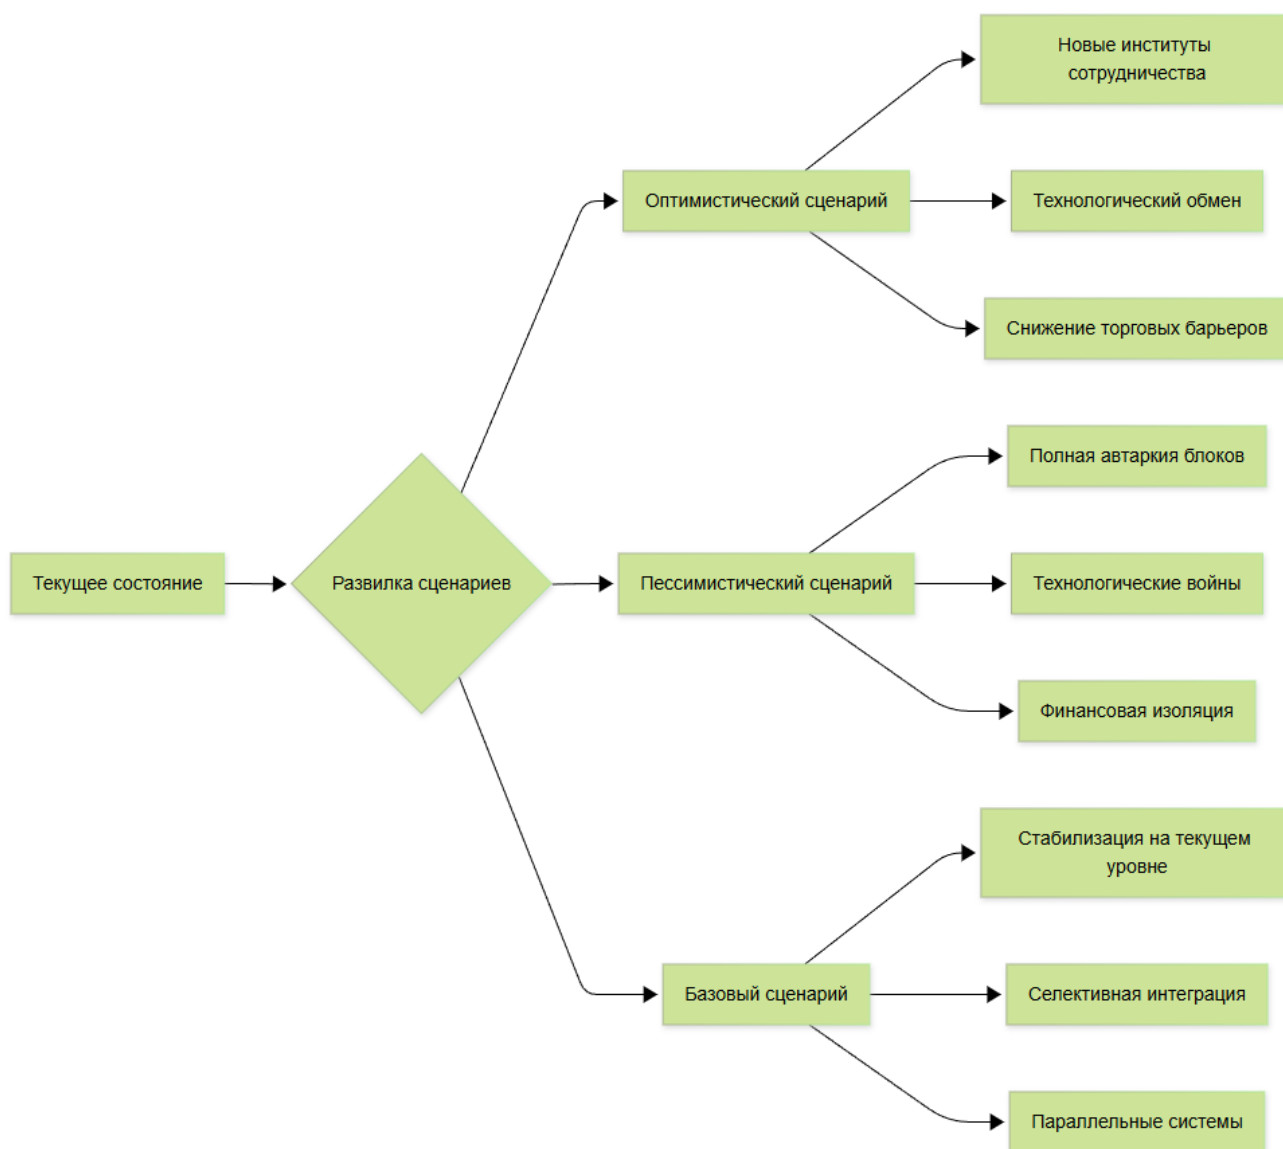 Текущее состояние
Развилка сценариев
Оптимистический сценарий
Новые институты
сотрудничества
Технологический обмен
Снижение торговых барьеров
Пессимистический сценарий
Полная автаркия блоков
Технологические войны
Финансовая изоляция
Базовый сценарий
Стабилизация на текущем
уровне
Селективная интеграция
Параллельные системы